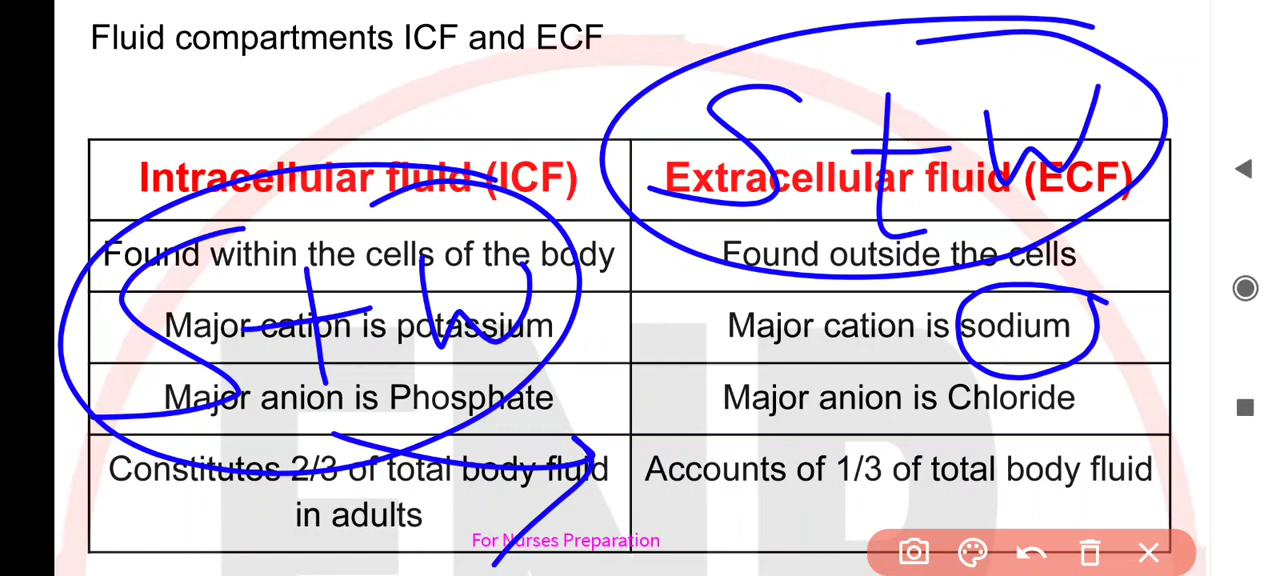 Fluid compartments ICF and ECF
S t W
Intracellular fluid (ICF) Extracellular fluid (ECF)
Found within the cells of the body Found outside the cells
S + W
Major cation is potassium Major cation is sodium
Major anion is Phosphate Major anion is Chloride
Constitutes 2/3 of total body fluid Accounts of 1/3 of total body fluid
in adults
For Nurses Preparation
END